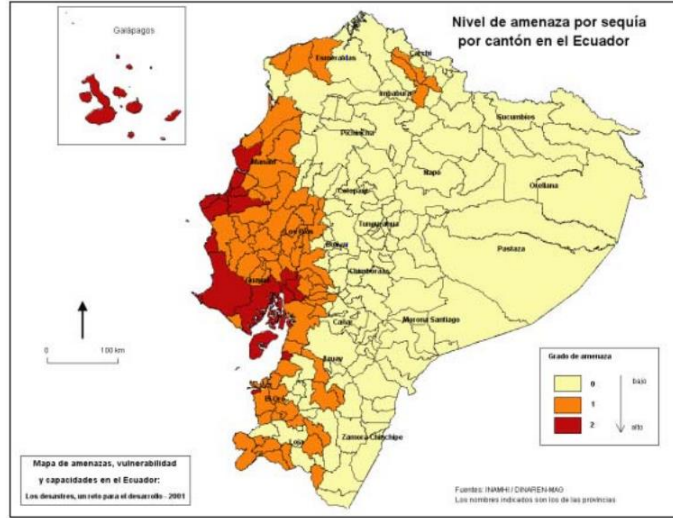 Nivel de amenaza por sequía
por cantón en el Ecuador
Galápagos
Esmeraldas
Carchi
Imbabura
Sucumbios
Pichincha
Manabí
Napo
Orellana
Cotopaxi
Los Ríos
Tungurahua
Bolívar
Pastaza
Chimborazo
Guayas
Cañar
Morona Santiago
Azuay
El Oro
Loja
Zamora Chinchipe
0 100 km
Grado de amenaza
0 bajo
1
2 alto
Mapa de amenazas, vulnerabilidad
y capacidades en el Ecuador:
Los desastres, un reto para el desarrollo - 2001
Fuentes: INAMHI / DINAREN-MAG
Los nombres indicados son los de las provincias